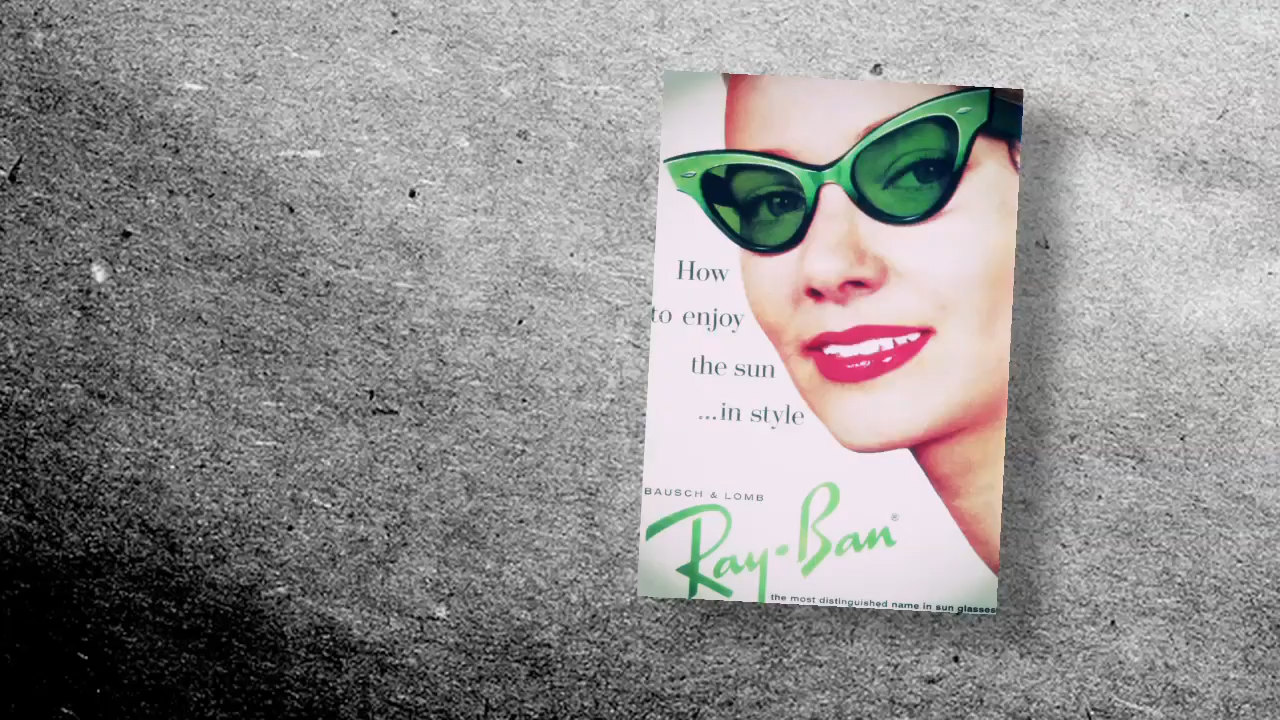 How
to enjoy
the sun
...in style
BAUSCH & LOMB
Ray•Ban®
the most distinguished name in sun glasses